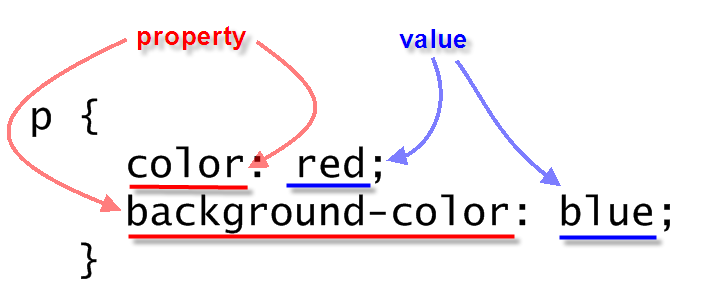 property value
p {
color: red;
background-color: blue;
}